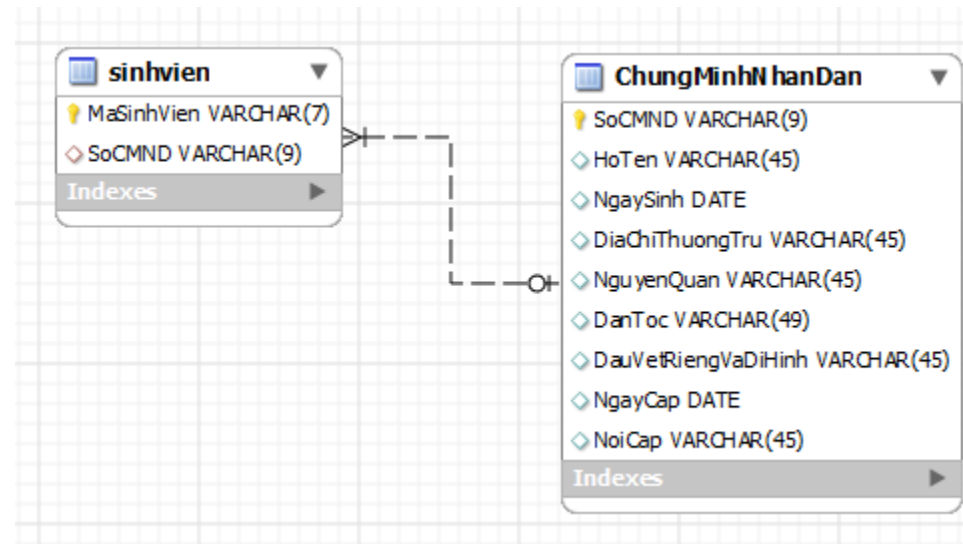 sinhvien
MaSinhVien VARCHAR(7)
SoCMND VARCHAR(9)
Indexes
ChungMinhNhanDan
SoCMND VARCHAR(9)
HoTen VARCHAR(45)
NgaySinh DATE
DiaChiThuongTru VARCHAR(45)
NguyenQuan VARCHAR(45)
DanToc VARCHAR(49)
DauVetRiengVaDiHinh VARCHAR(45)
NgayCap DATE
NoiCap VARCHAR(45)
Indexes